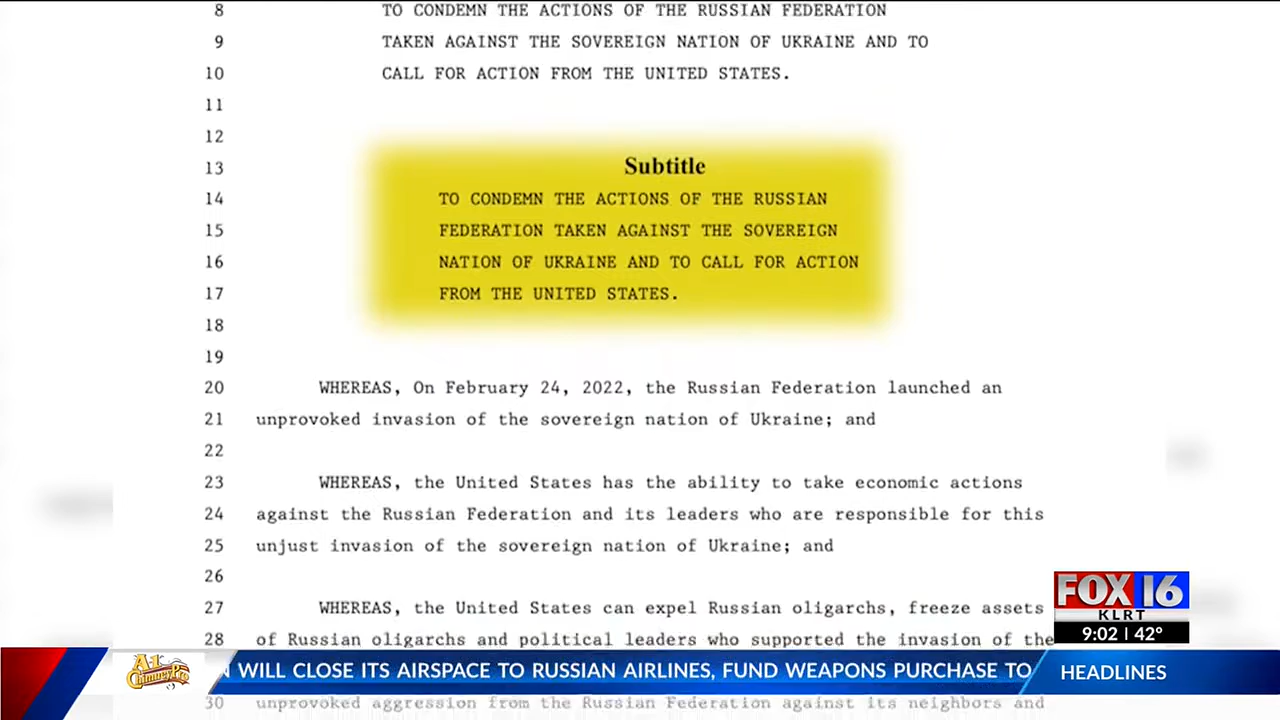 8 TO CONDEMN THE ACTIONS OF THE RUSSIAN FEDERATION
9 TAKEN AGAINST THE SOVEREIGN NATION OF UKRAINE AND TO
10 CALL FOR ACTION FROM THE UNITED STATES.
11
12
13 Subtitle
14 TO CONDEMN THE ACTIONS OF THE RUSSIAN
15 FEDERATION TAKEN AGAINST THE SOVEREIGN
16 NATION OF UKRAINE AND TO CALL FOR ACTION
17 FROM THE UNITED STATES.
18
19
20 WHEREAS, On February 24, 2022, the Russian Federation launched an
21 unprovoked invasion of the sovereign nation of Ukraine; and
22
23 WHEREAS, the United States has the ability to take economic actions
24 against the Russian Federation and its leaders who are responsible for this
25 unjust invasion of the sovereign nation of Ukraine; and
26
27 WHEREAS, the United States can expel Russian oligarchs, freeze assets
28 of Russian oligarchs and political leaders who supported the invasion of the
FOX 16
KLRT
9:02 42°
A-1
Chimney Pro
WILL CLOSE ITS AIRSPACE TO RUSSIAN AIRLINES, FUND WEAPONS PURCHASE TO
HEADLINES
30 unprovoked aggression from the Russian Federation against its neighbors and